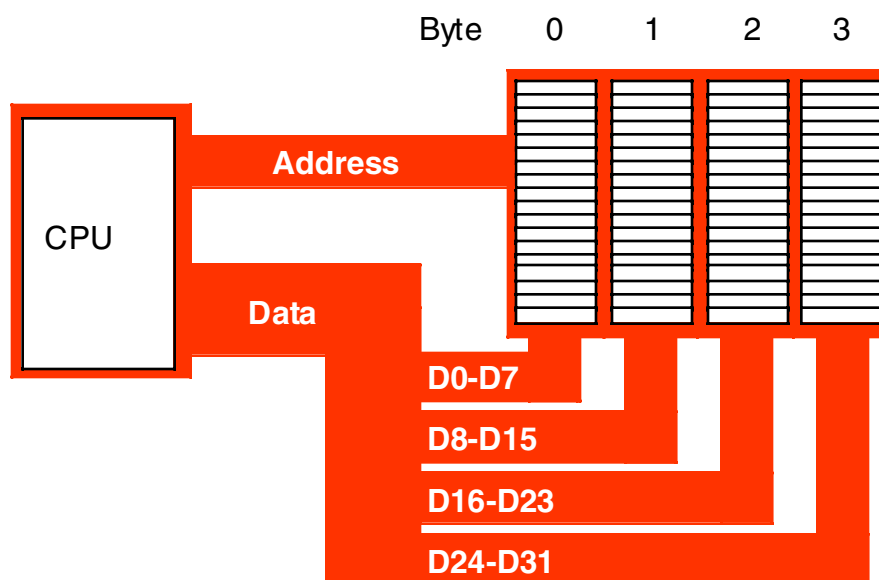 Byte 0 1 2 3
Address
CPU
Data
D0-D7
D8-D15
D16-D23
D24-D31